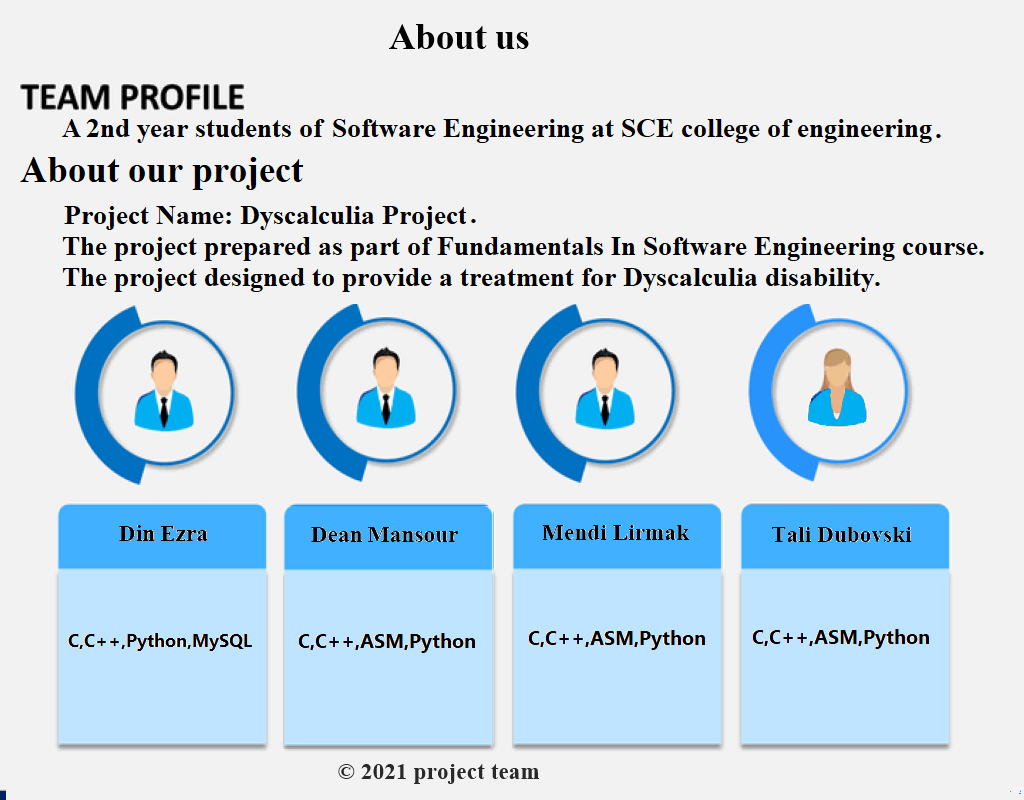 About us
TEAM PROFILE
A 2nd year students of Software Engineering at SCE college of engineering.
About our project
Project Name: Dyscalculia Project.
The project prepared as part of Fundamentals In Software Engineering course.
The project designed to provide a treatment for Dyscalculia disability.
Din Ezra
Dean Mansour
Mendi Lirmak
Tali Dubovski
C,C++,Python,MySQL
C,C++,ASM,Python
C,C++,ASM,Python
C,C++,ASM,Python
© 2021 project team